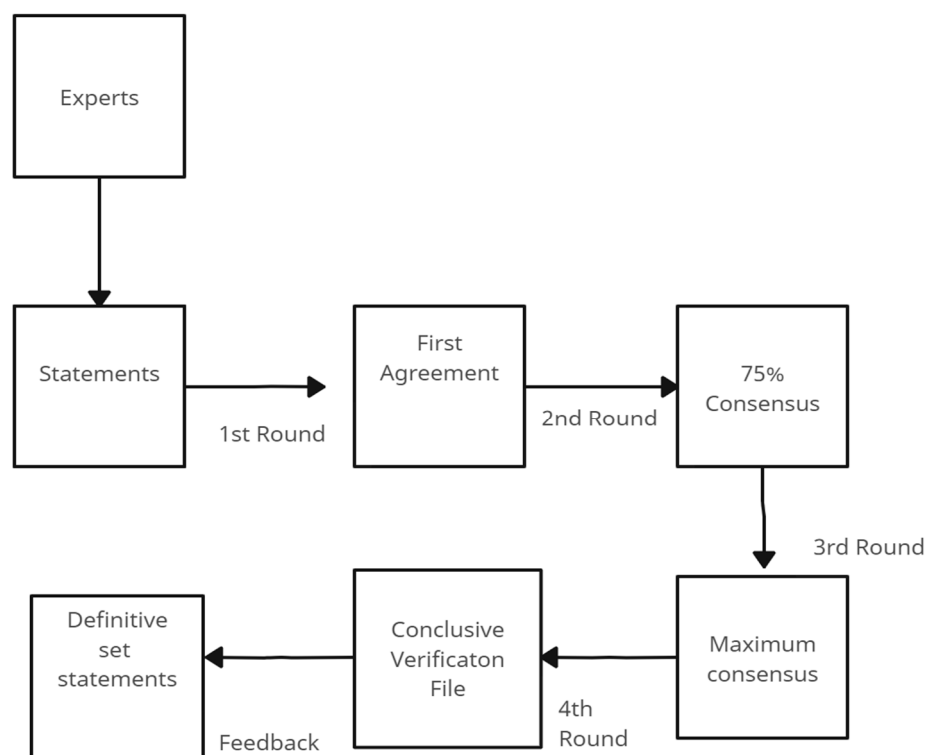 Experts
Statements
1st Round
First
Agreement
2nd Round
75%
Consensus
3rd Round
Maximum
consensus
4th
Round
Conclusive
Verificaton
File
Feedback
Definitive
set
statements